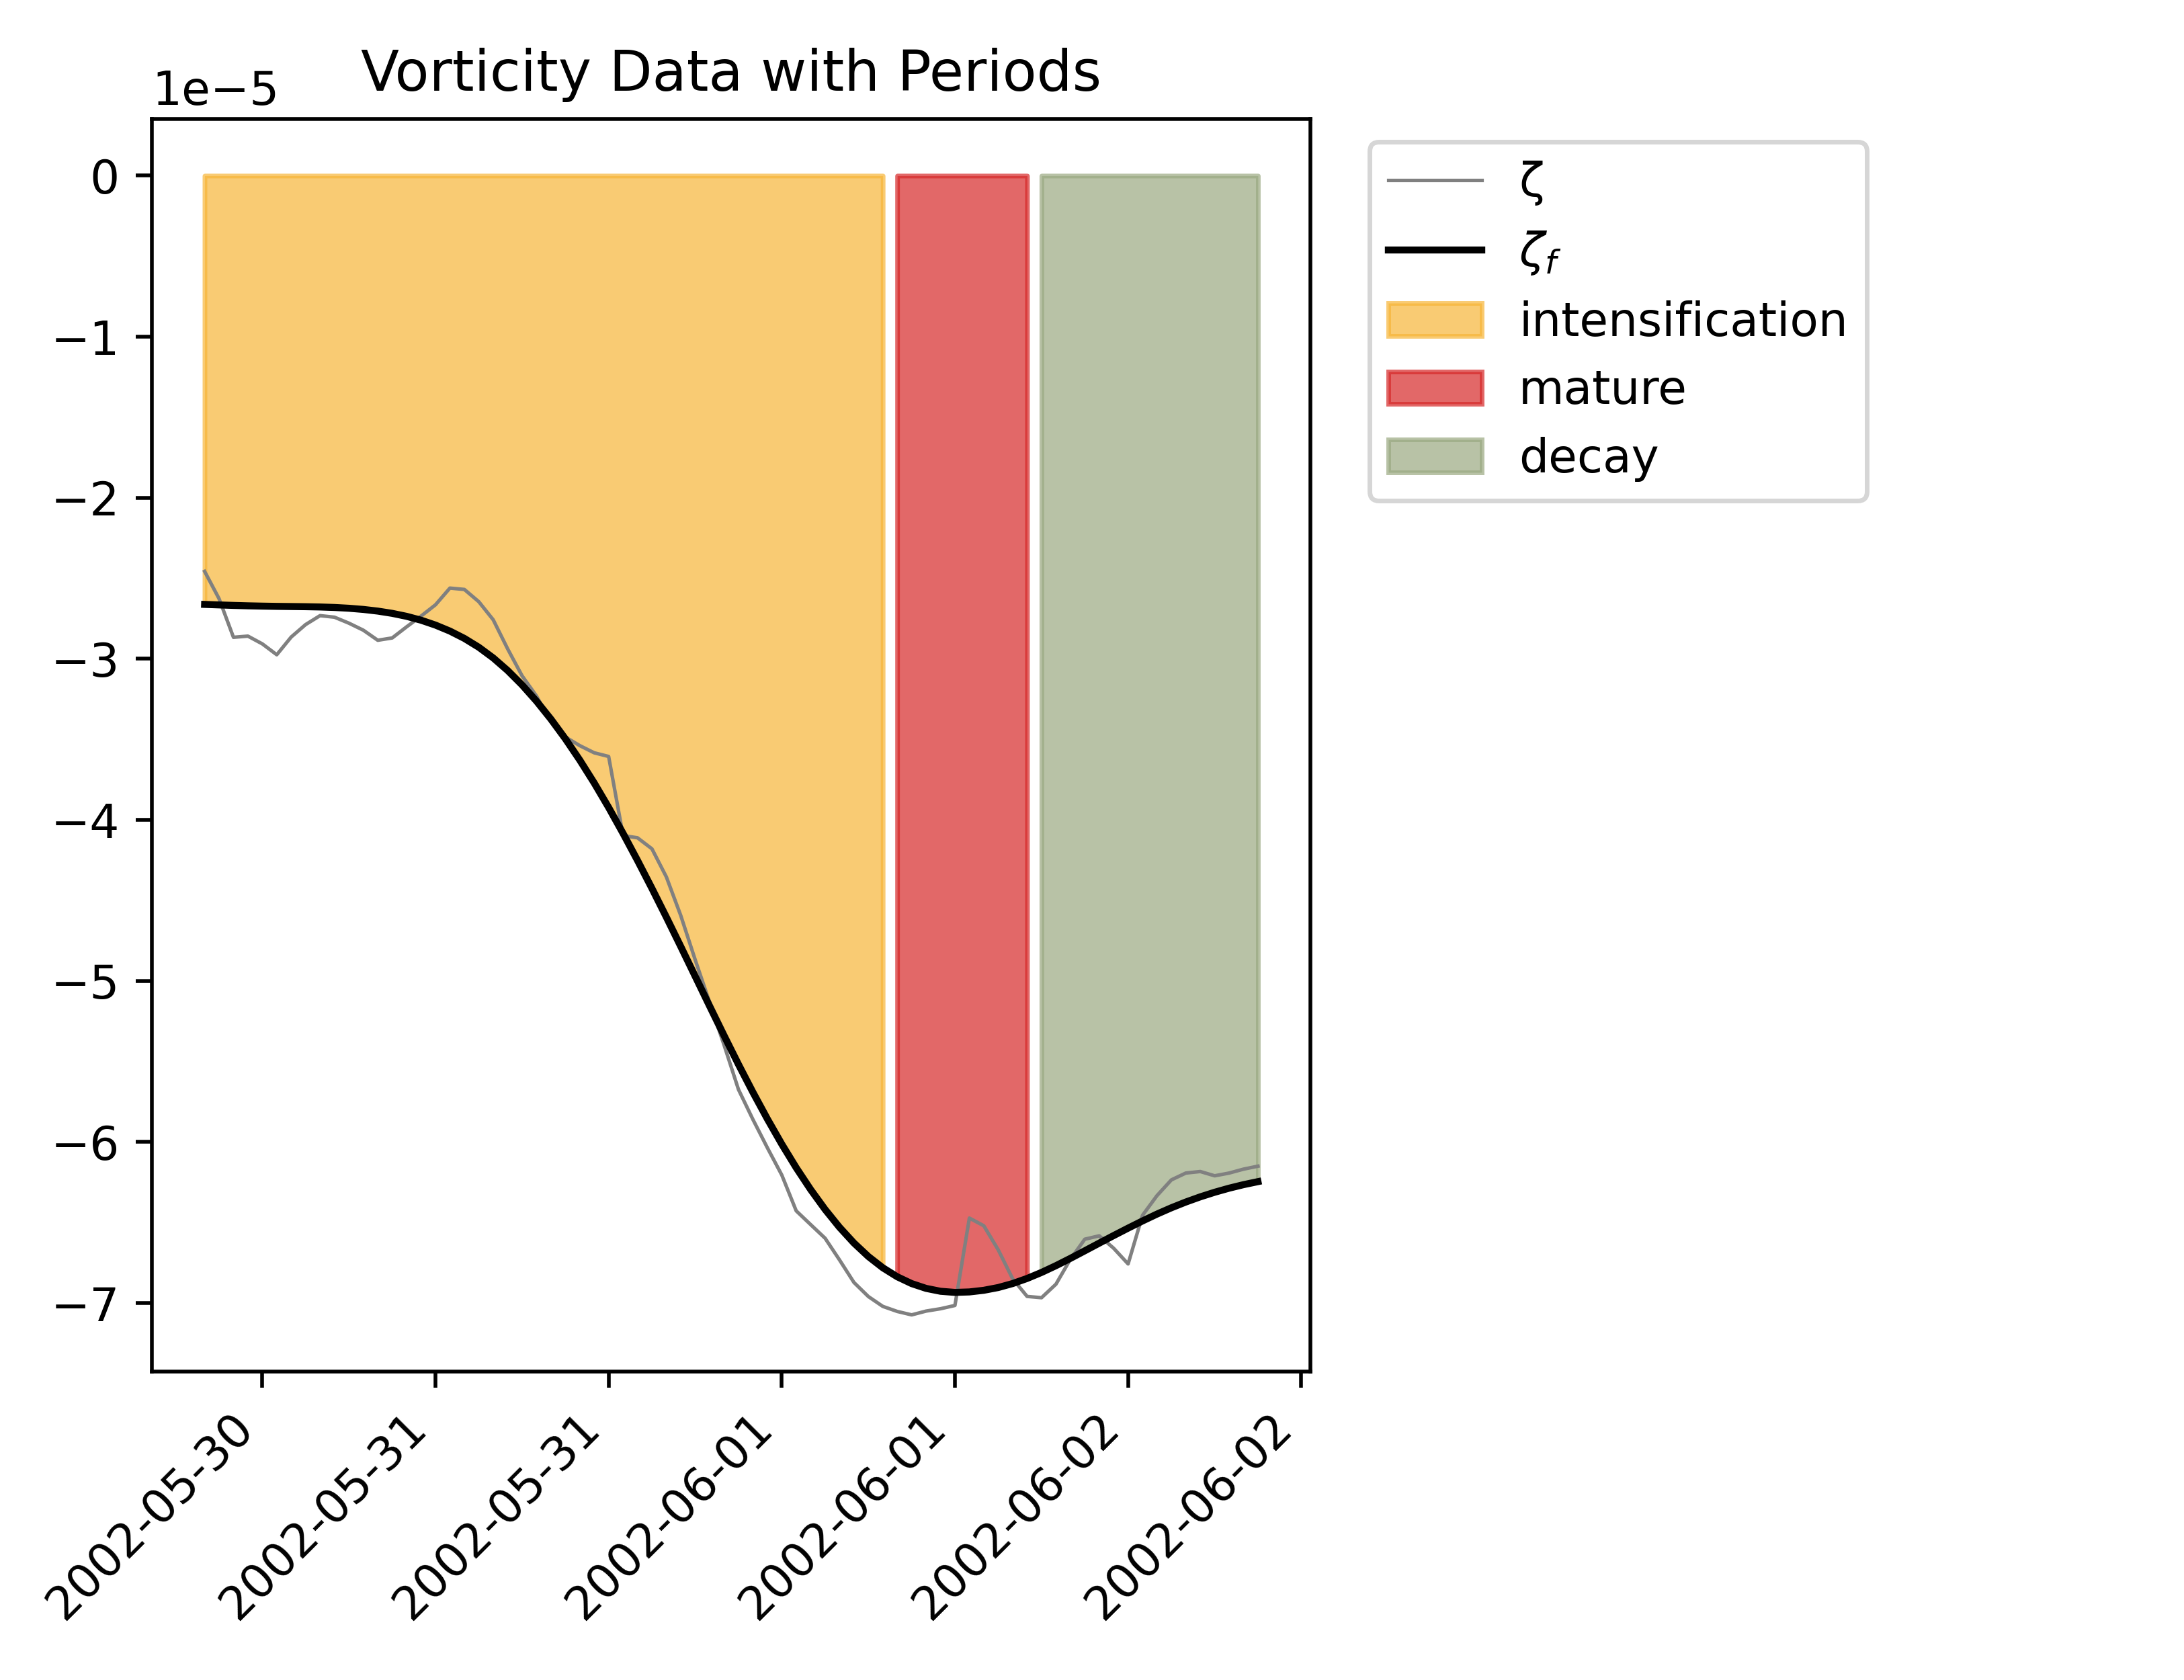 Vorticity Data with Periods
1e−5
0
−1
−2
−3
−4
−5
−6
−7
2002-05-30
2002-05-31
2002-05-31
2002-06-01
2002-06-01
2002-06-02
2002-06-02
ζ
ζf
intensification
mature
decay